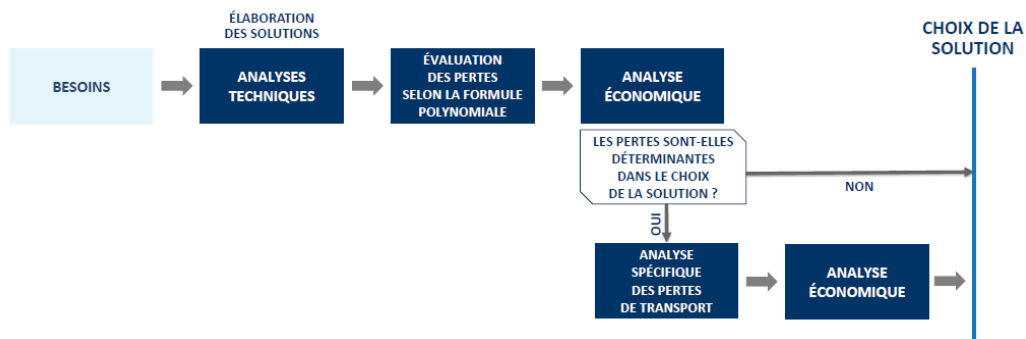 ÉLABORATION
DES SOLUTIONS
CHOIX DE LA
SOLUTION
BESOINS
ANALYSES
TECHNIQUES
ÉVALUATION
DES PERTES
SELON LA FORMULE
POLYNOMIALE
ANALYSE
ÉCONOMIQUE
LES PERTES SONT-ELLES
DÉTERMINANTES
DANS LE CHOIX
DE LA SOLUTION ?
NON
OUI
ANALYSE
SPÉCIFIQUE
DES PERTES
DE TRANSPORT
ANALYSE
ÉCONOMIQUE